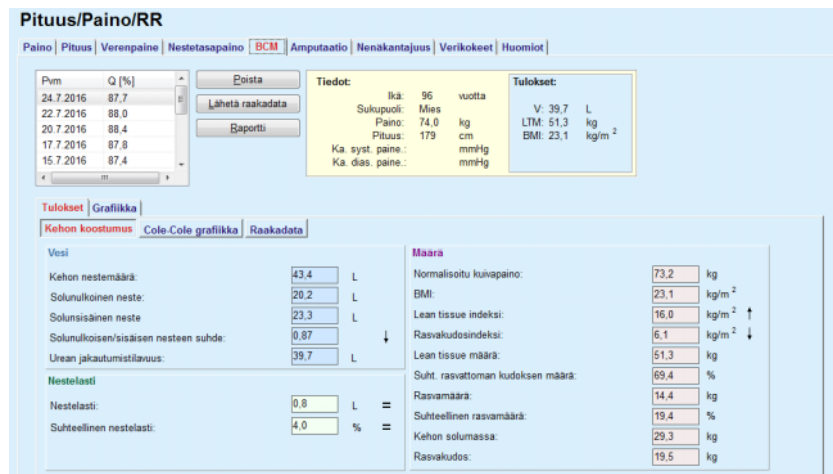 Pituus/Paino/RR
Paino Pituus Verenpaine Nestetasapaino BCM Amputaatio Nenäkantajuus Verikokeet Huomiot
Pvm Q [%]
24.7.2016 87,7
22.7.2016 88,0
20.7.2016 88,4
17.7.2016 87,8
15.7.2016 87,4
Poista
Lähetä raakadata
Raportti
Tiedot:
Ikä: 96 vuotta
Sukupuoli: Mies
Paino: 74,0 kg
Pituus: 179 cm
Ka. syst. paine.: mmHg
Ka. dias. paine.: mmHg
Tulokset:
V: 39,7 L
LTM: 51,3 kg
BMI: 23,1 kg/m 2
Tulokset Grafiikka
Kehon koostumus Cole-Cole grafiikka Raakadata
Vesi
Kehon nestemäärä: 43,4 L
Solunulkoinen neste: 20,2 L
Solunsisäinen neste 23,3 L
Solunulkoisen/sisäisen nesteen suhde: 0,87 ↓
Urean jakautumistilavuus: 39,7 L
Nestelasti
Nestelasti: 0,8 L =
Suhteellinen nestelasti: 4,0 % =
Määrä
Normalisoitu kuivapaino: 73,2 kg
BMI: 23,1 kg/m 2
Lean tissue indeksi: 16,0 kg/m 2 ↑
Rasvakudosindeksi: 6,1 kg/m 2 ↓
Lean tissue määrä: 51,3 kg
Suht. rasvattoman kudoksen määrä: 69,4 %
Rasvamäärä: 14,4 kg
Suhteellinen rasvamäärä: 19,4 %
Kehon solumassa: 29,3 kg
Rasvakudos: 19,5 kg